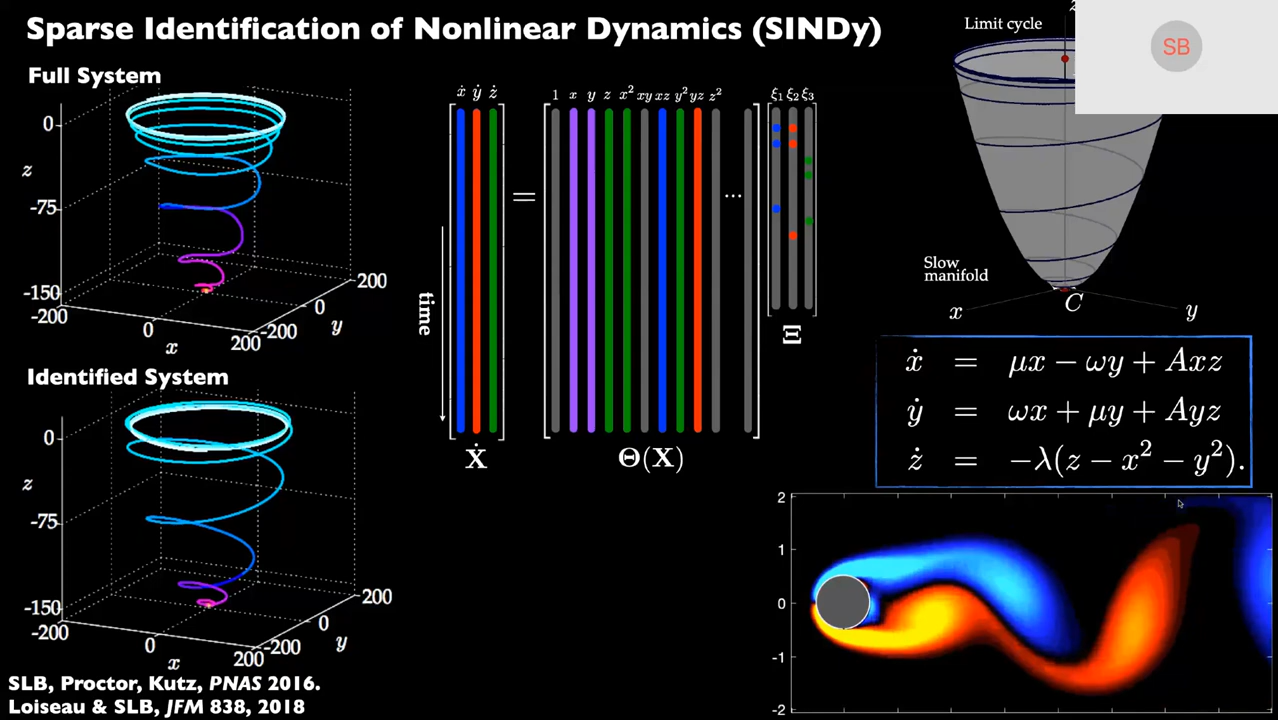 Sparse Identification of Nonlinear Dynamics (SINDy)
Full System
0
-75
-150
-200
0
200
-200
0
200
z
x
y
Identified System
0
-75
-150
-200
0
200
-200
0
200
z
x
y
SLB, Proctor, Kutz, PNAS 2016.
Loiseau & SLB, JFM 838, 2018
ẋ ẏ ż
time
Ẋ
=
1 x y z x² xy xz y² yz z²
...
Θ(X)
ξ₁ ξ₂ ξ₃
Ξ
Limit cycle
z
SB
Slow
manifold
x
C
y
ẋ = μx − ωy + Axz
ẏ = ωx + μy + Ayz
ż = −λ(z − x² − y²).
2
1
0
-1
-2